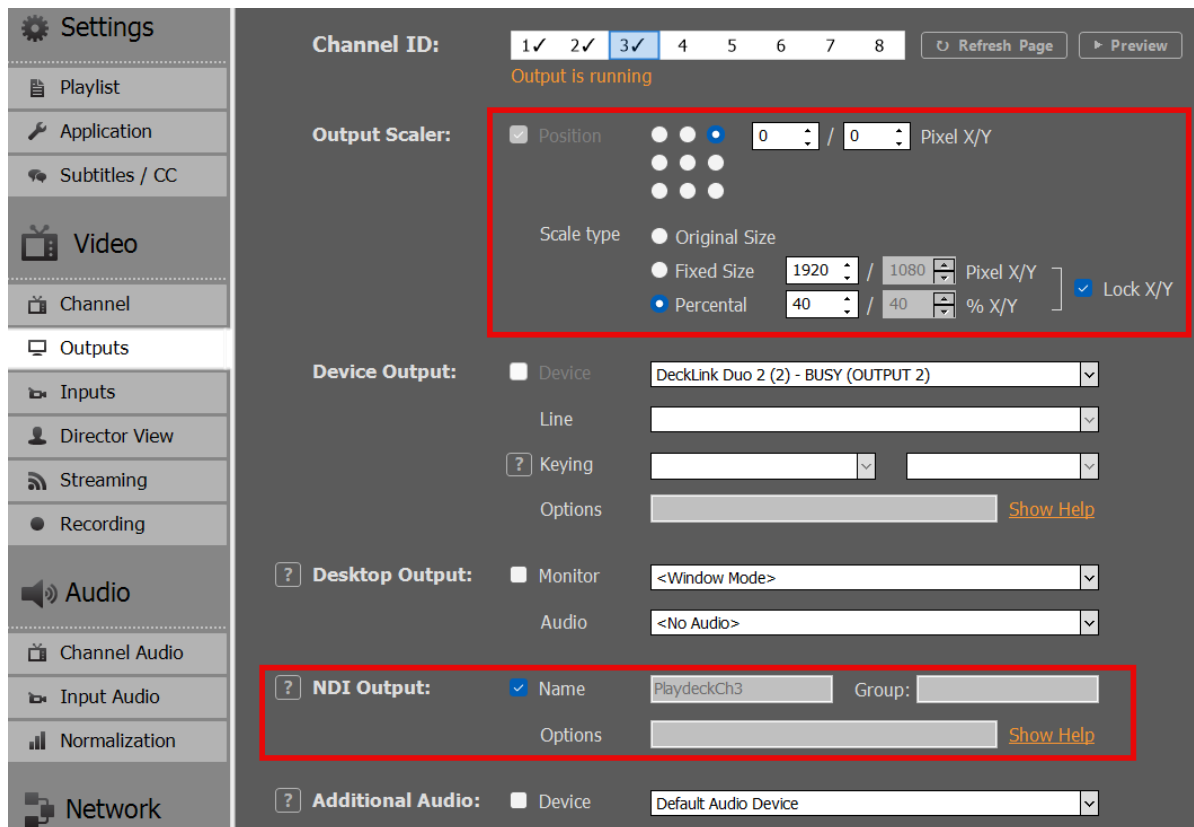 Settings
Playlist
Application
Subtitles / CC
Video
Channel
Outputs
Inputs
Director View
Streaming
Recording
Audio
Channel Audio
Input Audio
Normalization
Network
Channel ID: 1✓ 2✓ 3✓ 4 5 6 7 8 ↻ Refresh Page ▶ Preview
Output is running
Output Scaler: Position 0 / 0 Pixel X/Y
Scale type Original Size
Fixed Size 1920 / 1080 Pixel X/Y
Lock X/Y
Percental 40 / 40 % X/Y
Device Output: Device DeckLink Duo 2 (2) - BUSY (OUTPUT 2)
Line
? Keying
Options Show Help
? Desktop Output: Monitor <Window Mode>
Audio <No Audio>
? NDI Output: Name PlaydeckCh3 Group:
Options Show Help
? Additional Audio: Device Default Audio Device